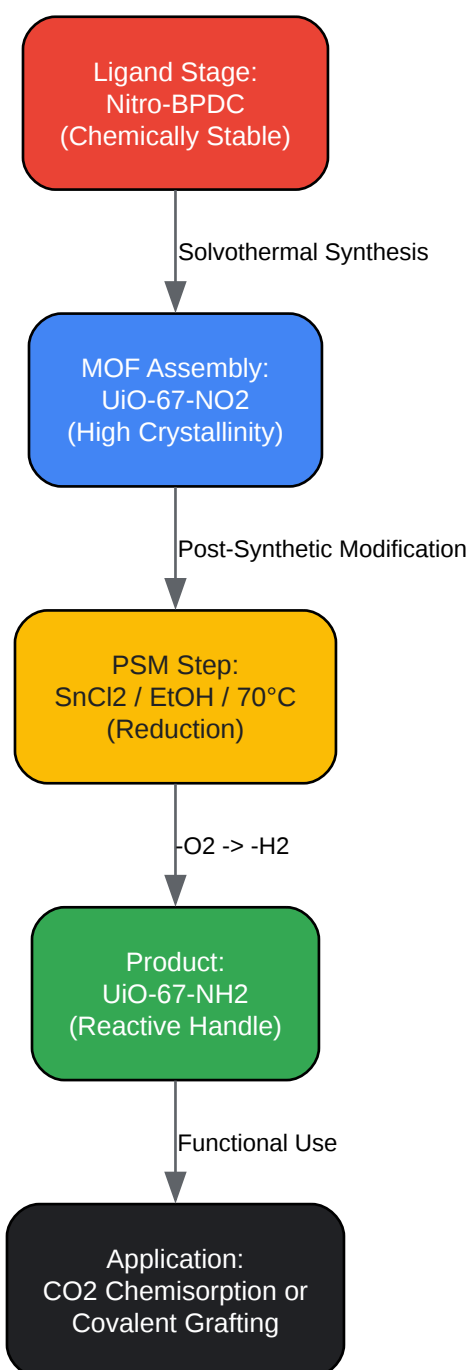 Ligand Stage:
Nitro-BPDC
(Chemically Stable)
Solvothermal Synthesis
MOF Assembly:
UiO-67-NO2
(High Crystallinity)
Post-Synthetic Modification
PSM Step:
SnCl2 / EtOH / 70°C
(Reduction)
-O2 -> -H2
Product:
UiO-67-NH2
(Reactive Handle)
Functional Use
Application:
CO2 Chemisorption or
Covalent Grafting